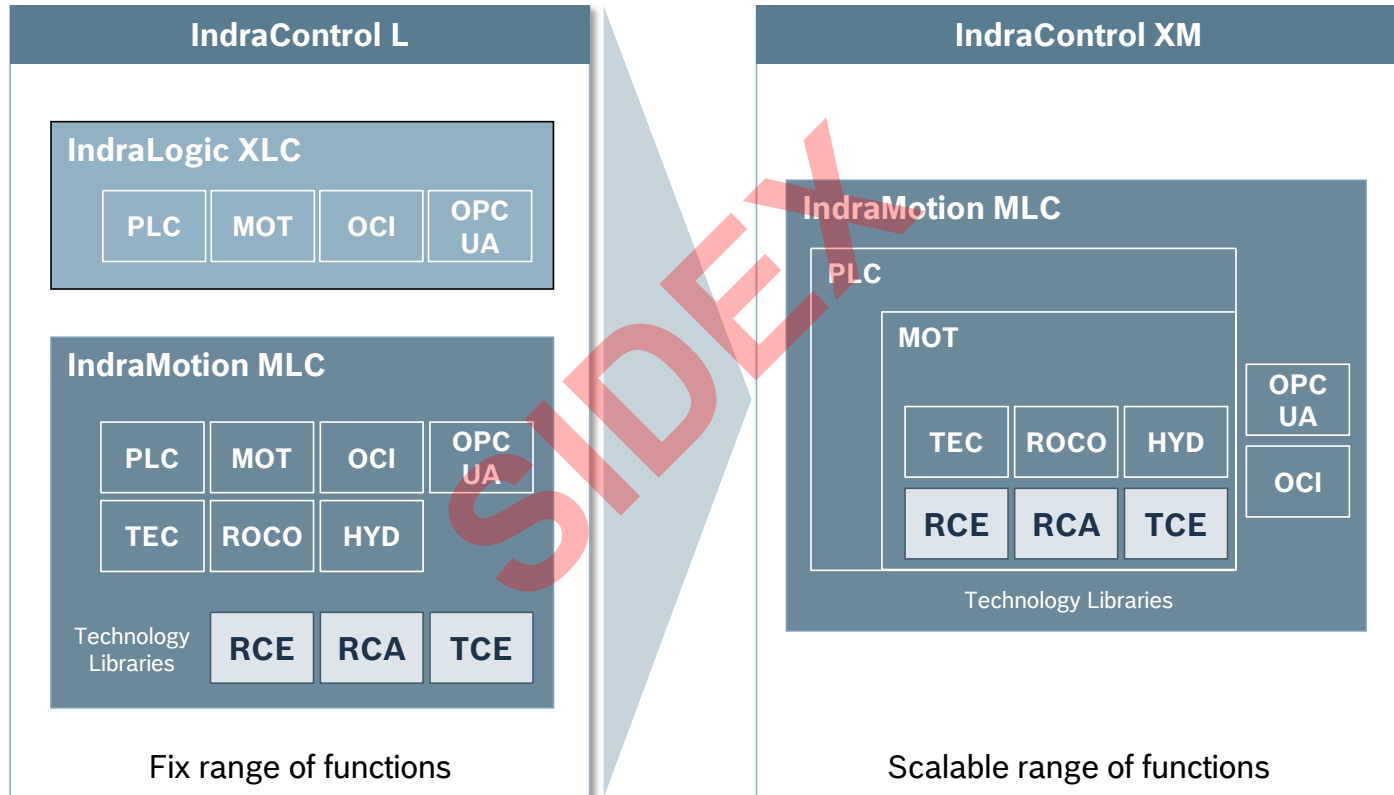 IndraControl L
IndraLogic XLC
PLC
MOT
OCI
OPC
UA
IndraMotion MLC
PLC
MOT
OCI
OPC
UA
TEC
ROCO
HYD
Technology
Libraries
RCE
RCA
TCE
Fix range of functions
SIDEX
IndraControl XM
IndraMotion MLC
PLC
MOT
TEC
ROCO
HYD
RCE
RCA
TCE
OPC
UA
OCI
Technology Libraries
Scalable range of functions